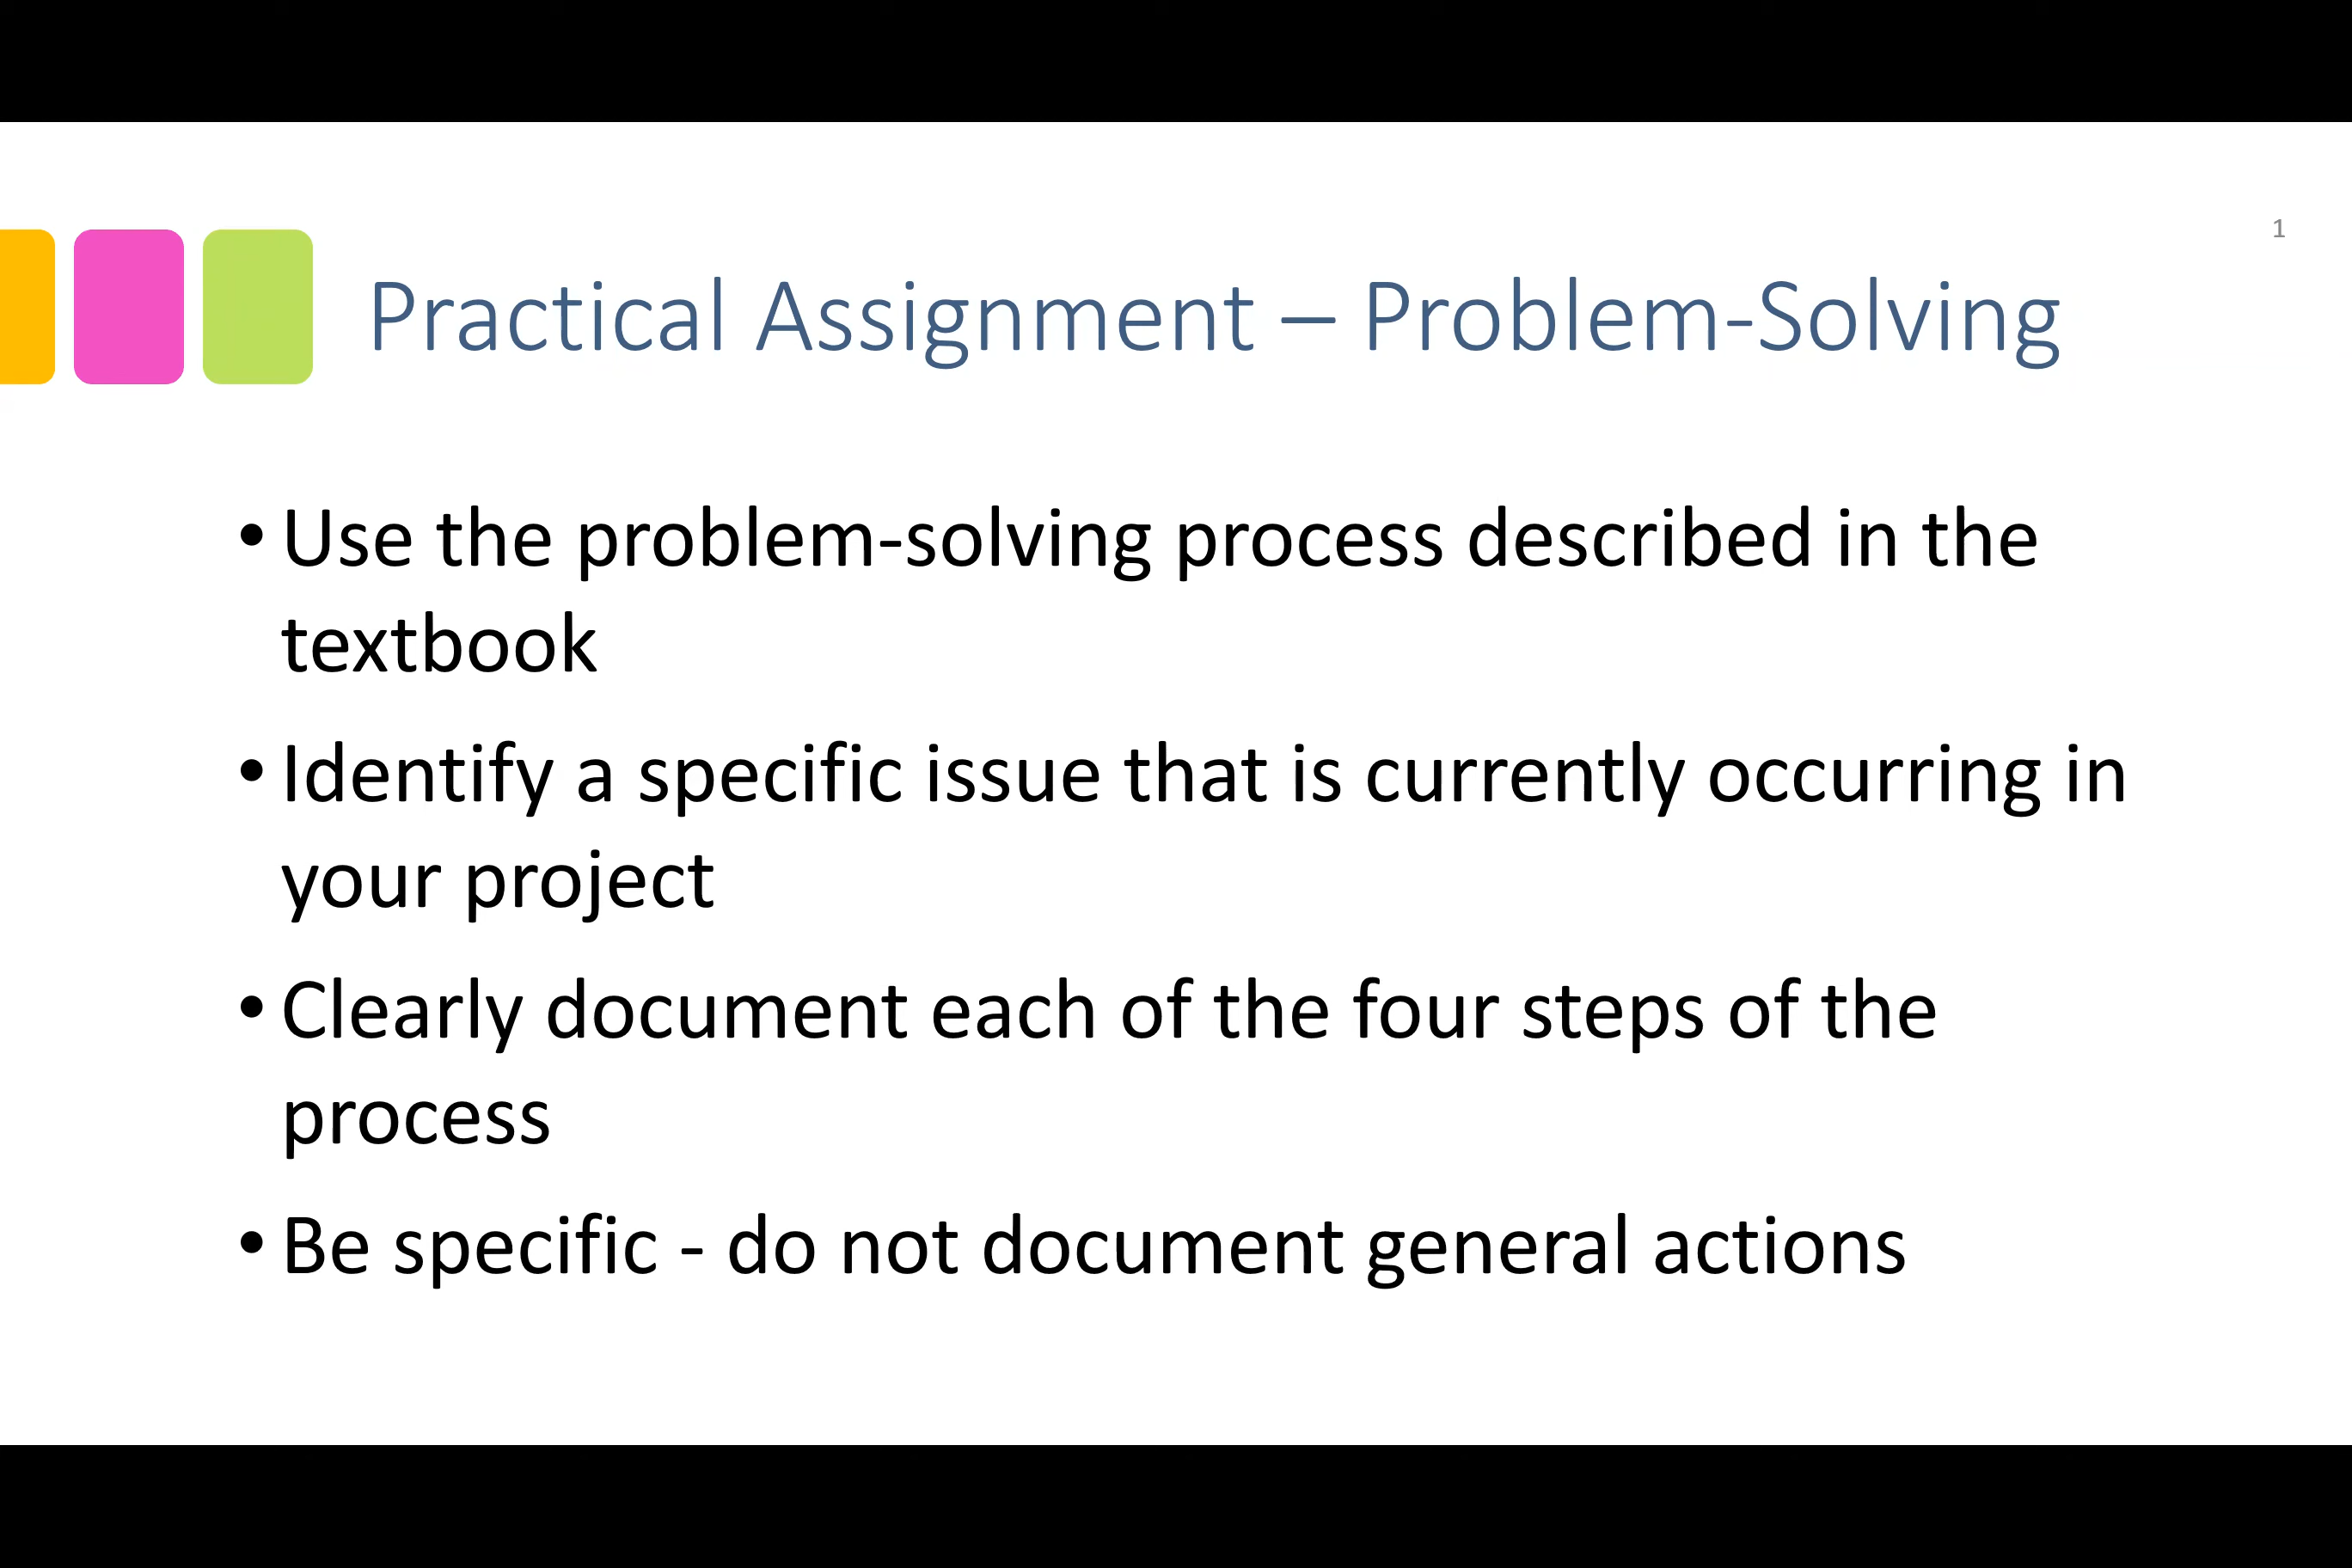 1
Practical Assignment – Problem-Solving
• Use the problem-solving process described in the
textbook
• Identify a specific issue that is currently occurring in
your project
• Clearly document each of the four steps of the
process
• Be specific - do not document general actions